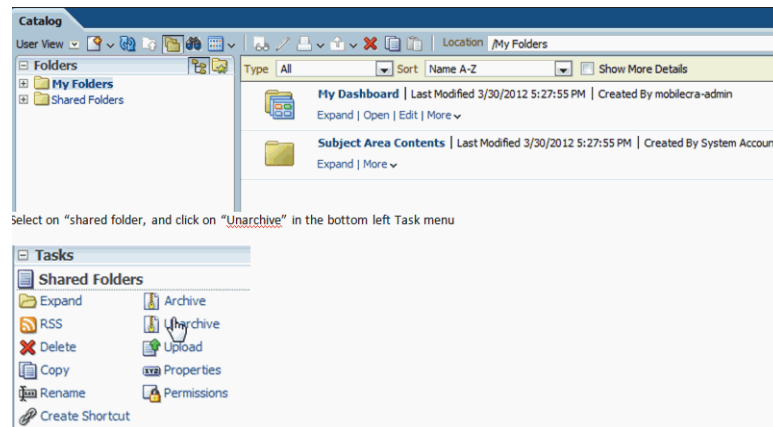 Catalog
User View
Location /My Folders
Folders
My Folders
Shared Folders
Type All Sort Name A-Z Show More Details
My Dashboard | Last Modified 3/30/2012 5:27:55 PM | Created By mobilecra-admin
Expand | Open | Edit | More
Subject Area Contents | Last Modified 3/30/2012 5:27:55 PM | Created By System Accoun
Expand | More
Select on “shared folder, and click on “Unarchive” in the bottom left Task menu
Tasks
Shared Folders
Expand Archive
RSS Unarchive
Delete Upload
Copy Properties
Rename Permissions
Create Shortcut